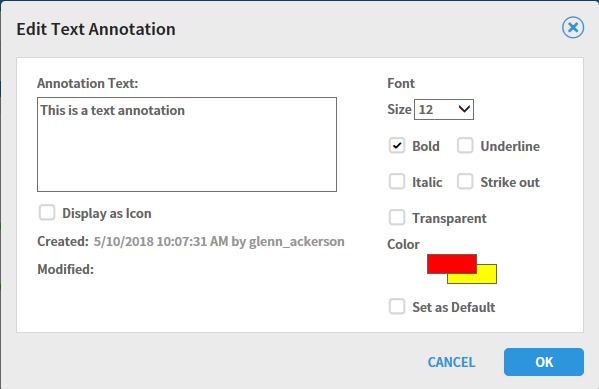 Edit Text Annotation
Annotation Text:
This is a text annotation
Display as Icon
Created: 5/10/2018 10:07:31 AM by glenn_ackerson
Modified:
Font
Size 12
Bold Underline
Italic Strike out
Transparent
Color
Set as Default
CANCEL OK